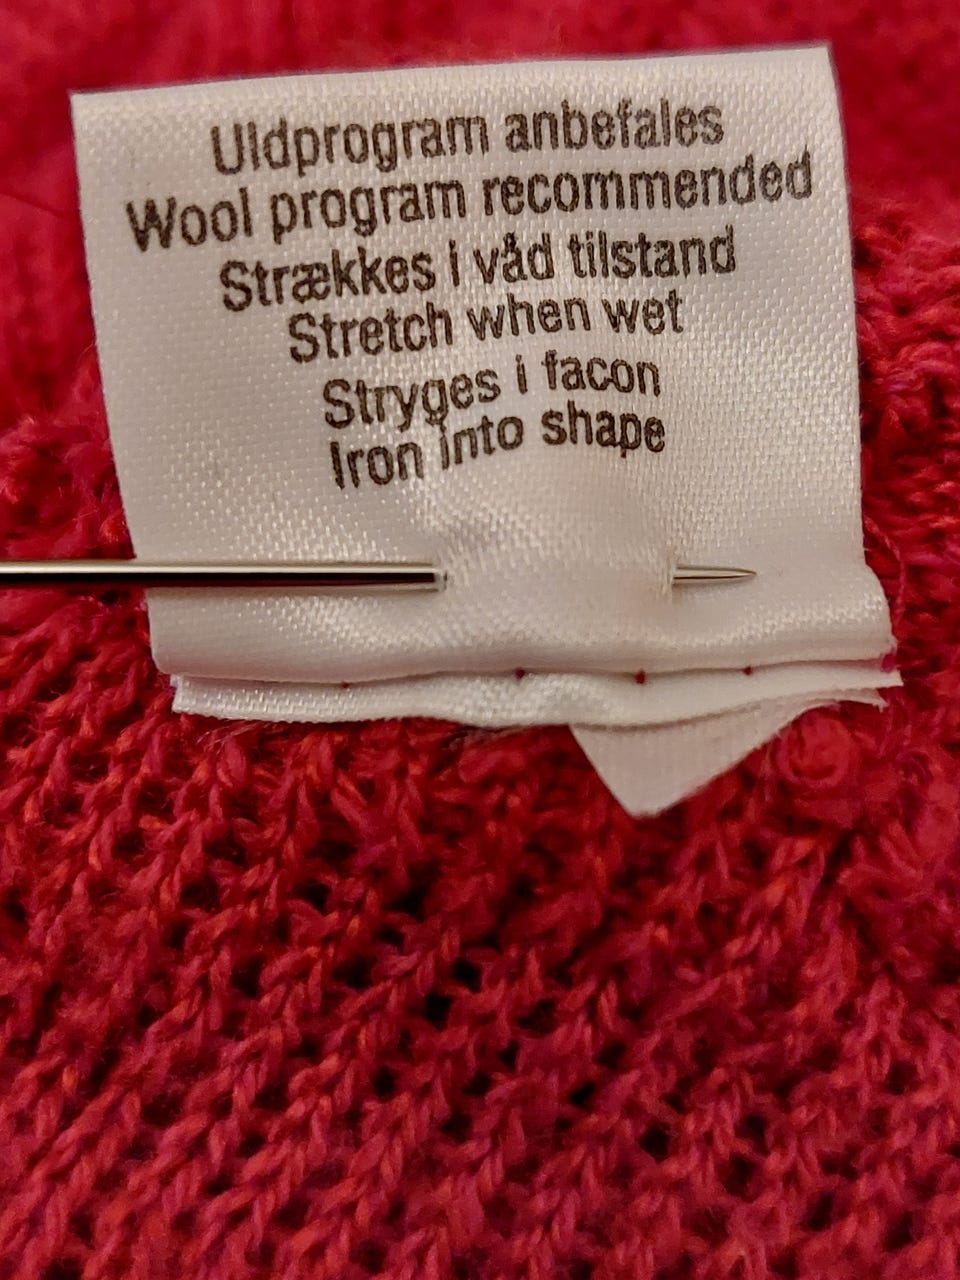 Uldprogram anbefales
Wool program recommended
Strækkes i våd tilstand
Stretch when wet
Stryges i facon
Iron into shape